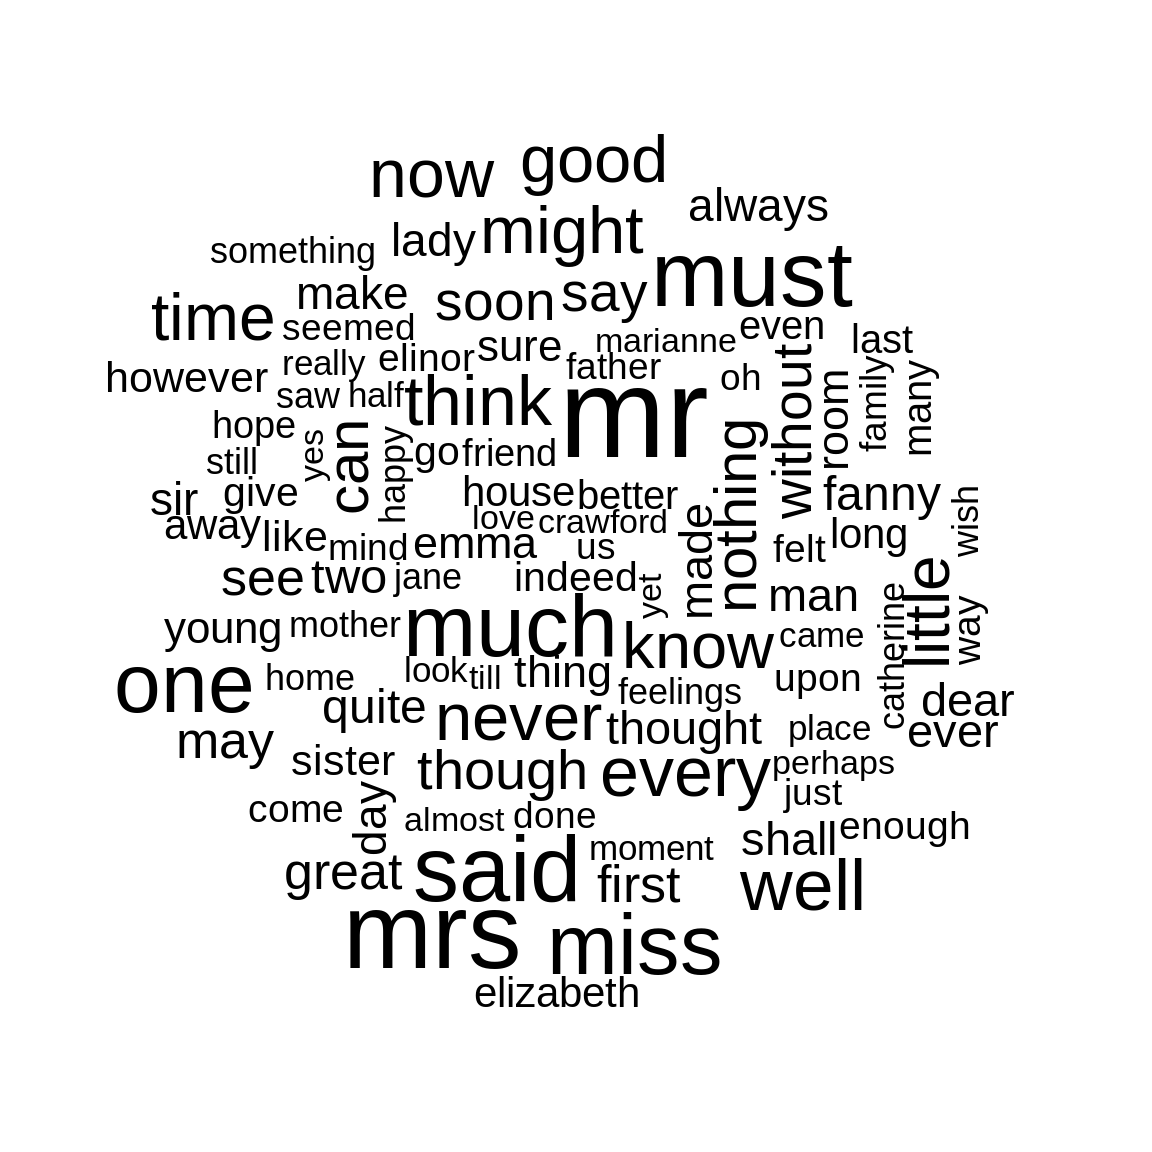 now good
always
something lady might
must
time make soon say
seemed sure marianne even last
however really elinor father
saw half think mr oh without room family many
hope yes can happy go friend nothing
still
sir give house better fanny wish
away like mind love crawford made
emma us felt long
see two jane indeed yet man little way
young mother much know came catherine
one home look till thing feelings upon
quite never thought place dear
may ever
sister though every perhaps
come day almost done just
great said moment shall enough
first well
mrs miss
elizabeth